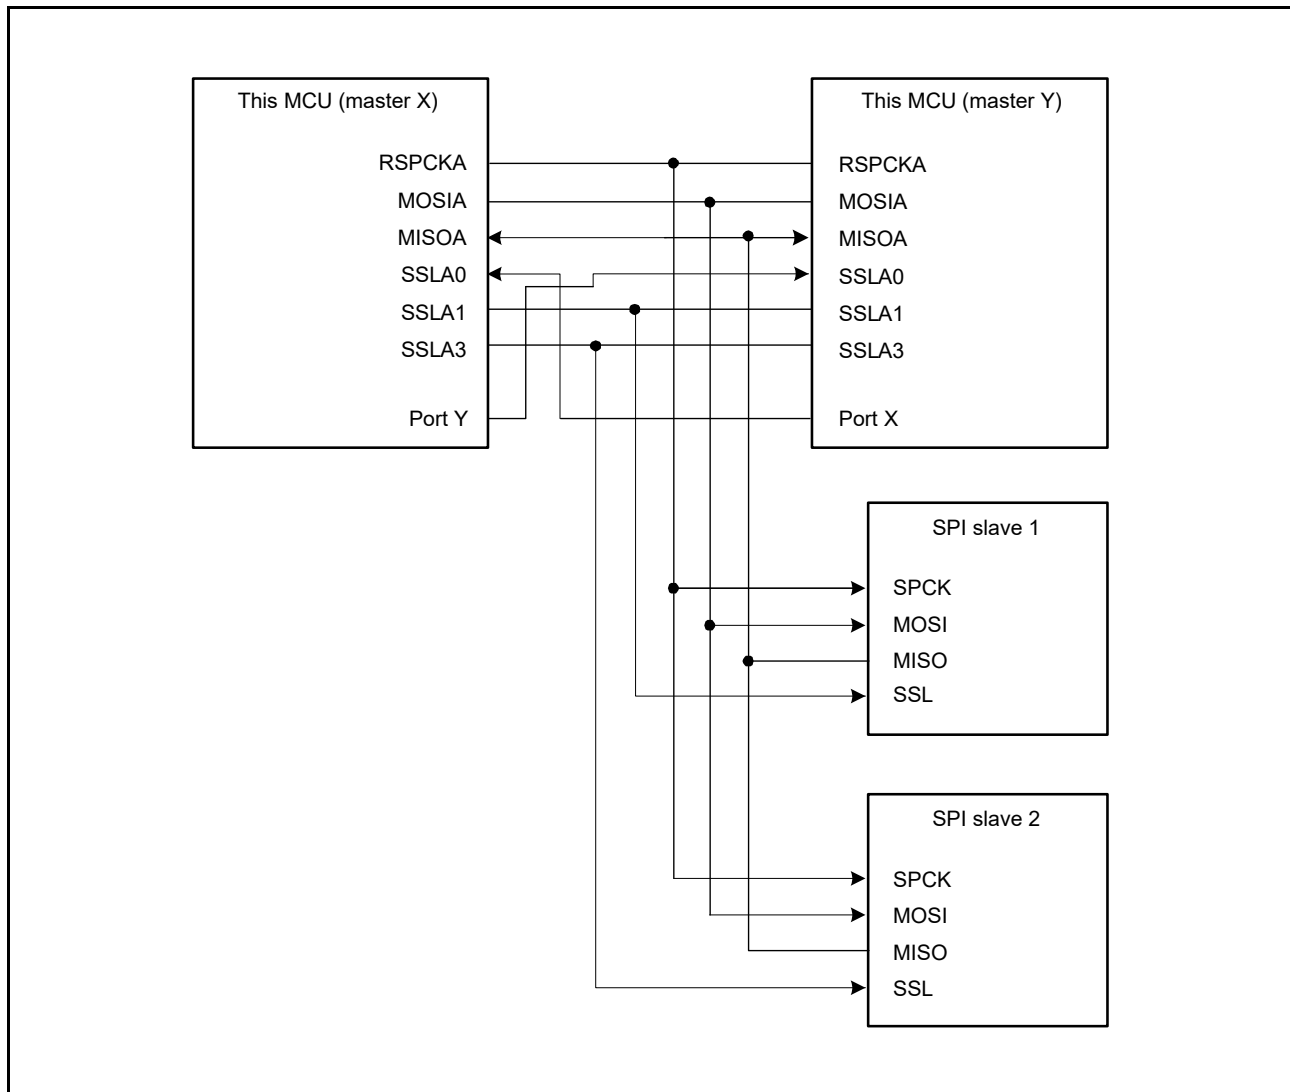 This MCU (master X)
RSPCKA
MOSIA
MISOA
SSLA0
SSLA1
SSLA3
Port Y
This MCU (master Y)
RSPCKA
MOSIA
MISOA
SSLA0
SSLA1
SSLA3
Port X
SPI slave 1
SPCK
MOSI
MISO
SSL
SPI slave 2
SPCK
MOSI
MISO
SSL